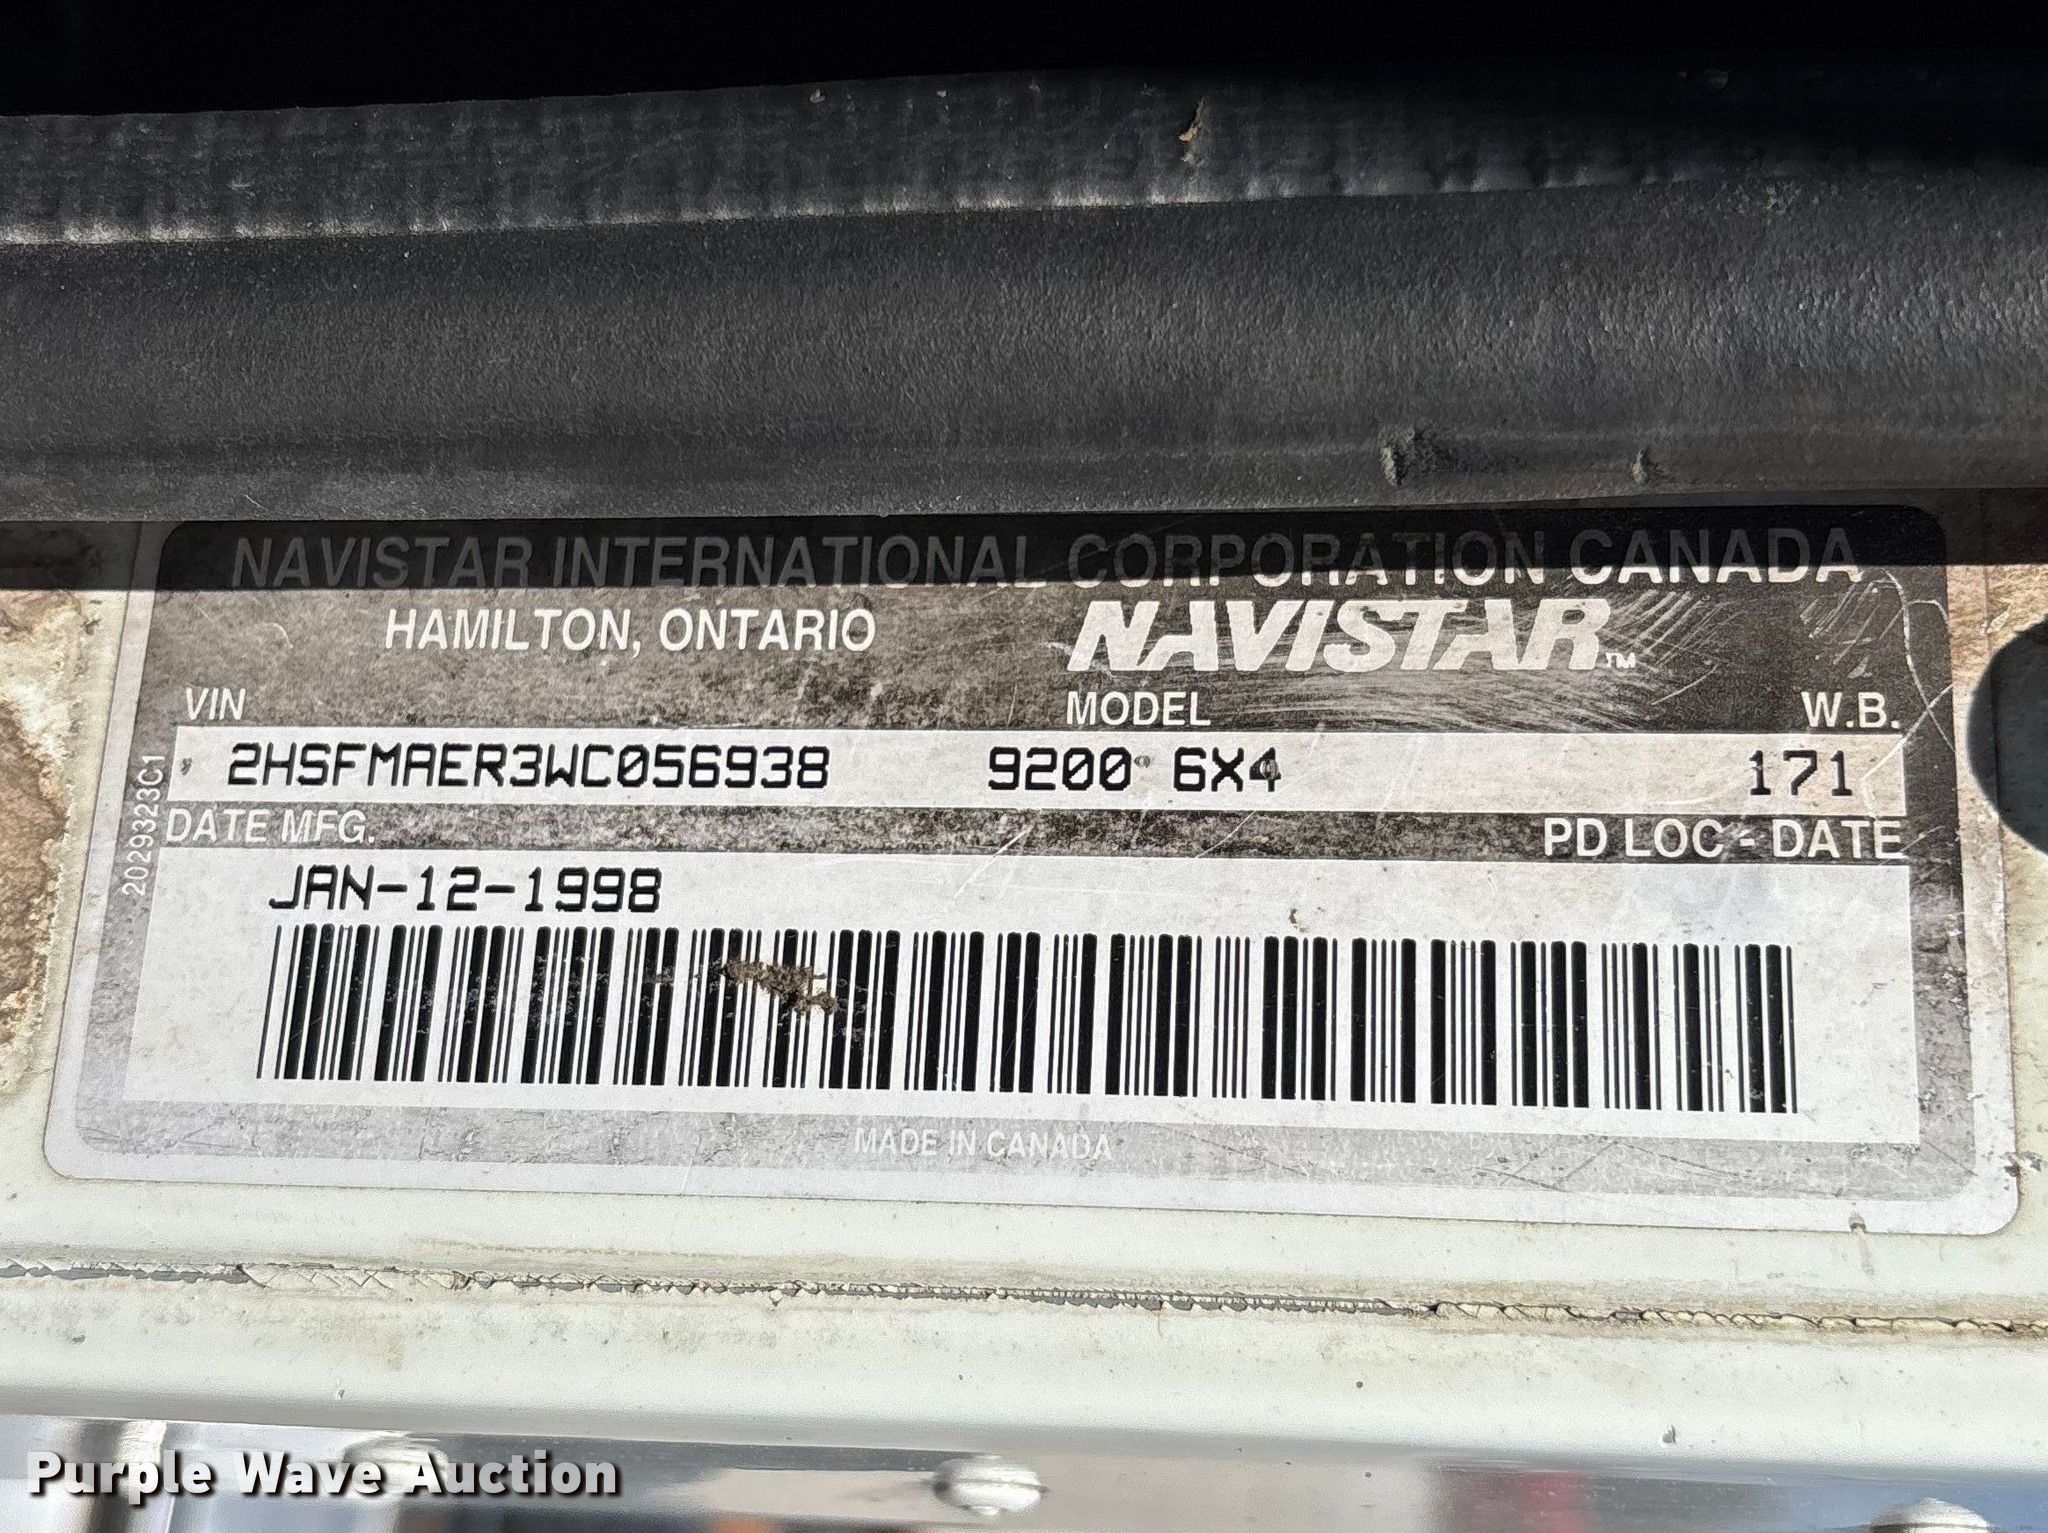 NAVISTAR INTERNATIONAL CORPORATION CANADA
HAMILTON, ONTARIO NAVISTAR™
VIN MODEL W.B.
2HSFMAER3WC056938 9200 6X4 171
DATE MFG. PD LOC - DATE
JAN-12-1998
2029323C1
MADE IN CANADA
Purple Wave Auction